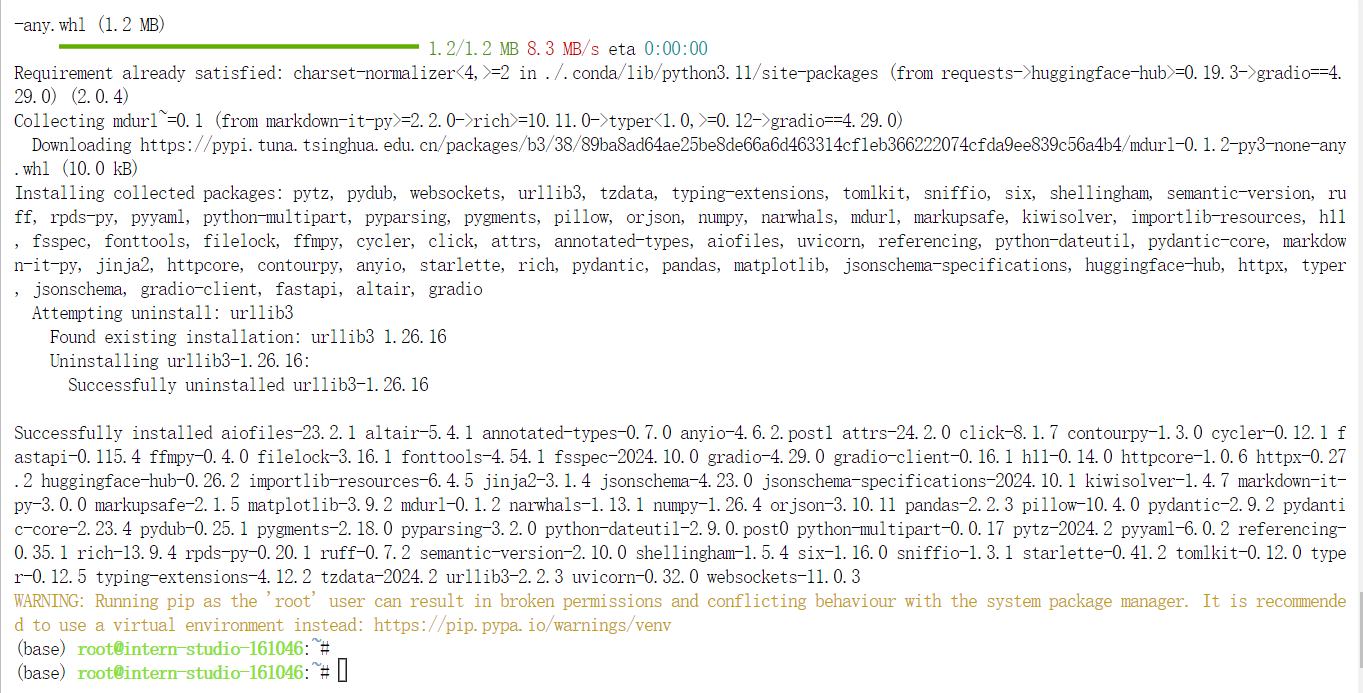 -any.whl (1.2 MB)
1.2/1.2 MB 8.3 MB/s eta 0:00:00
Requirement already satisfied: charset-normalizer<4,>=2 in ./.conda/lib/python3.11/site-packages (from requests->huggingface-hub>=0.19.3->gradio==4.
29.0) (2.0.4)
Collecting mdurl~=0.1 (from markdown-it-py>=2.2.0->rich>=10.11.0->typer<1.0,>=0.12->gradio==4.29.0)
Downloading https://pypi.tuna.tsinghua.edu.cn/packages/b3/38/89ba8ad64ae25be8de66a6d463314cf1eb366222074cfda9ee839c56a4b4/mdurl-0.1.2-py3-none-any
.whl (10.0 kB)
Installing collected packages: pytz, pydub, websockets, urllib3, tzdata, typing-extensions, tomlkit, sniffio, six, shellingham, semantic-version, ru
ff, rpds-py, pyyaml, python-multipart, pyparsing, pygments, pillow, orjson, numpy, narwhals, mdurl, markupsafe, kiwisolver, importlib-resources, h11
, fsspec, fonttools, filelock, ffmpy, cycler, click, attrs, annotated-types, aiofiles, uvicorn, referencing, python-dateutil, pydantic-core, markdow
n-it-py, jinja2, httpcore, contourpy, anyio, starlette, rich, pydantic, pandas, matplotlib, jsonschema-specifications, huggingface-hub, httpx, typer
, jsonschema, gradio-client, fastapi, altair, gradio
Attempting uninstall: urllib3
Found existing installation: urllib3 1.26.16
Uninstalling urllib3-1.26.16:
Successfully uninstalled urllib3-1.26.16
Successfully installed aiofiles-23.2.1 altair-5.4.1 annotated-types-0.7.0 anyio-4.6.2.post1 attrs-24.2.0 click-8.1.7 contourpy-1.3.0 cycler-0.12.1 f
astapi-0.115.4 ffmpy-0.4.0 filelock-3.16.1 fonttools-4.54.1 fsspec-2024.10.0 gradio-4.29.0 gradio-client-0.16.1 h11-0.14.0 httpcore-1.0.6 httpx-0.27
.2 huggingface-hub-0.26.2 importlib-resources-6.4.5 jinja2-3.1.4 jsonschema-4.23.0 jsonschema-specifications-2024.10.1 kiwisolver-1.4.7 markdown-it-
py-3.0.0 markupsafe-2.1.5 matplotlib-3.9.2 mdurl-0.1.2 narwhals-1.13.1 numpy-1.26.4 orjson-3.10.11 pandas-2.2.3 pillow-10.4.0 pydantic-2.9.2 pydanti
c-core-2.23.4 pydub-0.25.1 pygments-2.18.0 pyparsing-3.2.0 python-dateutil-2.9.0.post0 python-multipart-0.0.17 pytz-2024.2 pyyaml-6.0.2 referencing-
0.35.1 rich-13.9.4 rpds-py-0.20.1 ruff-0.7.2 semantic-version-2.10.0 shellingham-1.5.4 six-1.16.0 sniffio-1.3.1 starlette-0.41.2 tomlkit-0.12.0 type
r-0.12.5 typing-extensions-4.12.2 tzdata-2024.2 urllib3-2.2.3 uvicorn-0.32.0 websockets-11.0.3
WARNING: Running pip as the 'root' user can result in broken permissions and conflicting behaviour with the system package manager. It is recommende
d to use a virtual environment instead: https://pip.pypa.io/warnings/venv
(base) root@intern-studio-161046:~#
(base) root@intern-studio-161046:~#